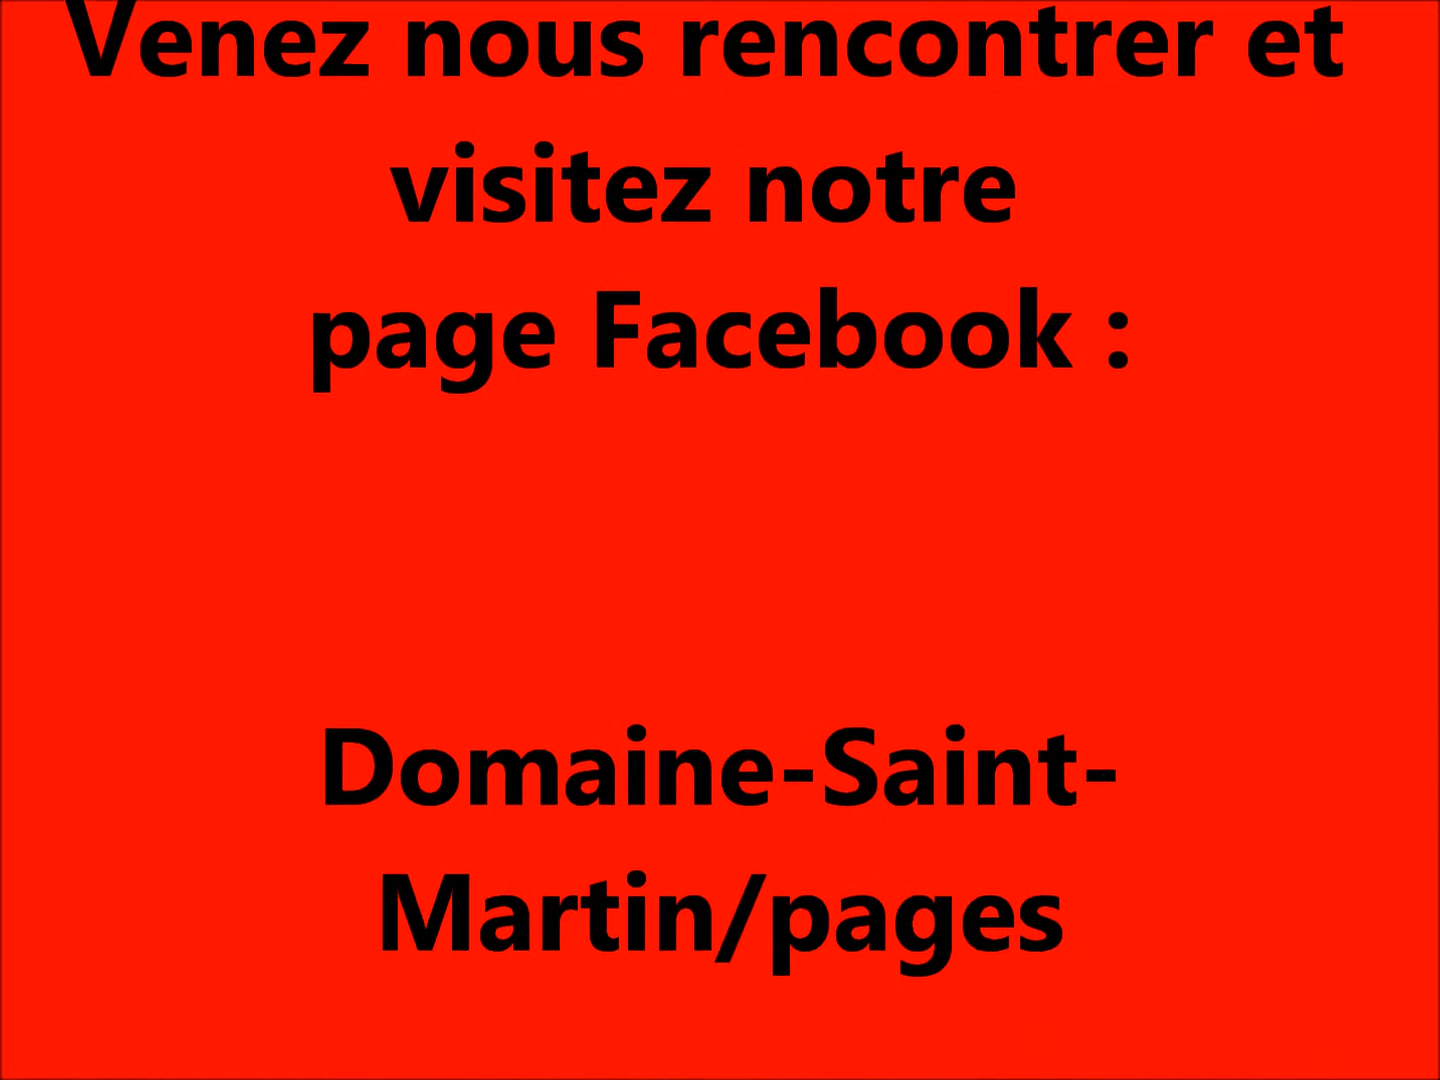 Venez nous rencontrer et
visitez notre
page Facebook :
Domaine-Saint-
Martin/pages